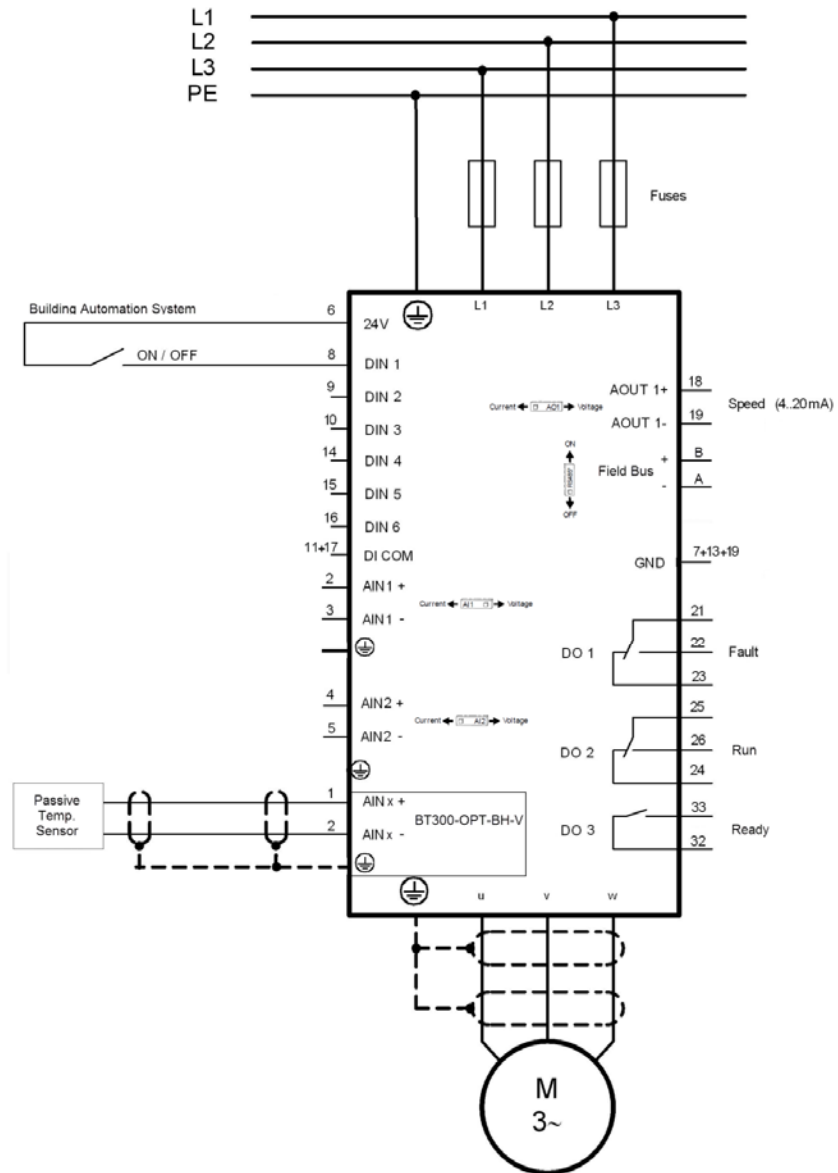 L1
L2
L3
PE
Fuses
L1 L2 L3
Building Automation System
6
24V
ON / OFF
8
DIN 1
9
DIN 2
10
DIN 3
14
DIN 4
15
DIN 5
16
DIN 6
11+17
DI COM
2
AIN1 +
3
AIN1 -
4
AIN2 +
5
AIN2 -
Current AO1 Voltage
ON
RS485
OFF
Current AI1 Voltage
Current AI2 Voltage
AOUT 1+
18
AOUT 1-
19
Speed (4..20mA)
+ B
Field Bus
- A
GND
7+13+19
21
DO 1
22
Fault
23
25
DO 2
26
Run
24
33
DO 3
Ready
32
Passive
Temp.
Sensor
1
AINx +
2
AINx -
BT300-OPT-BH-V
u v w
M
3~